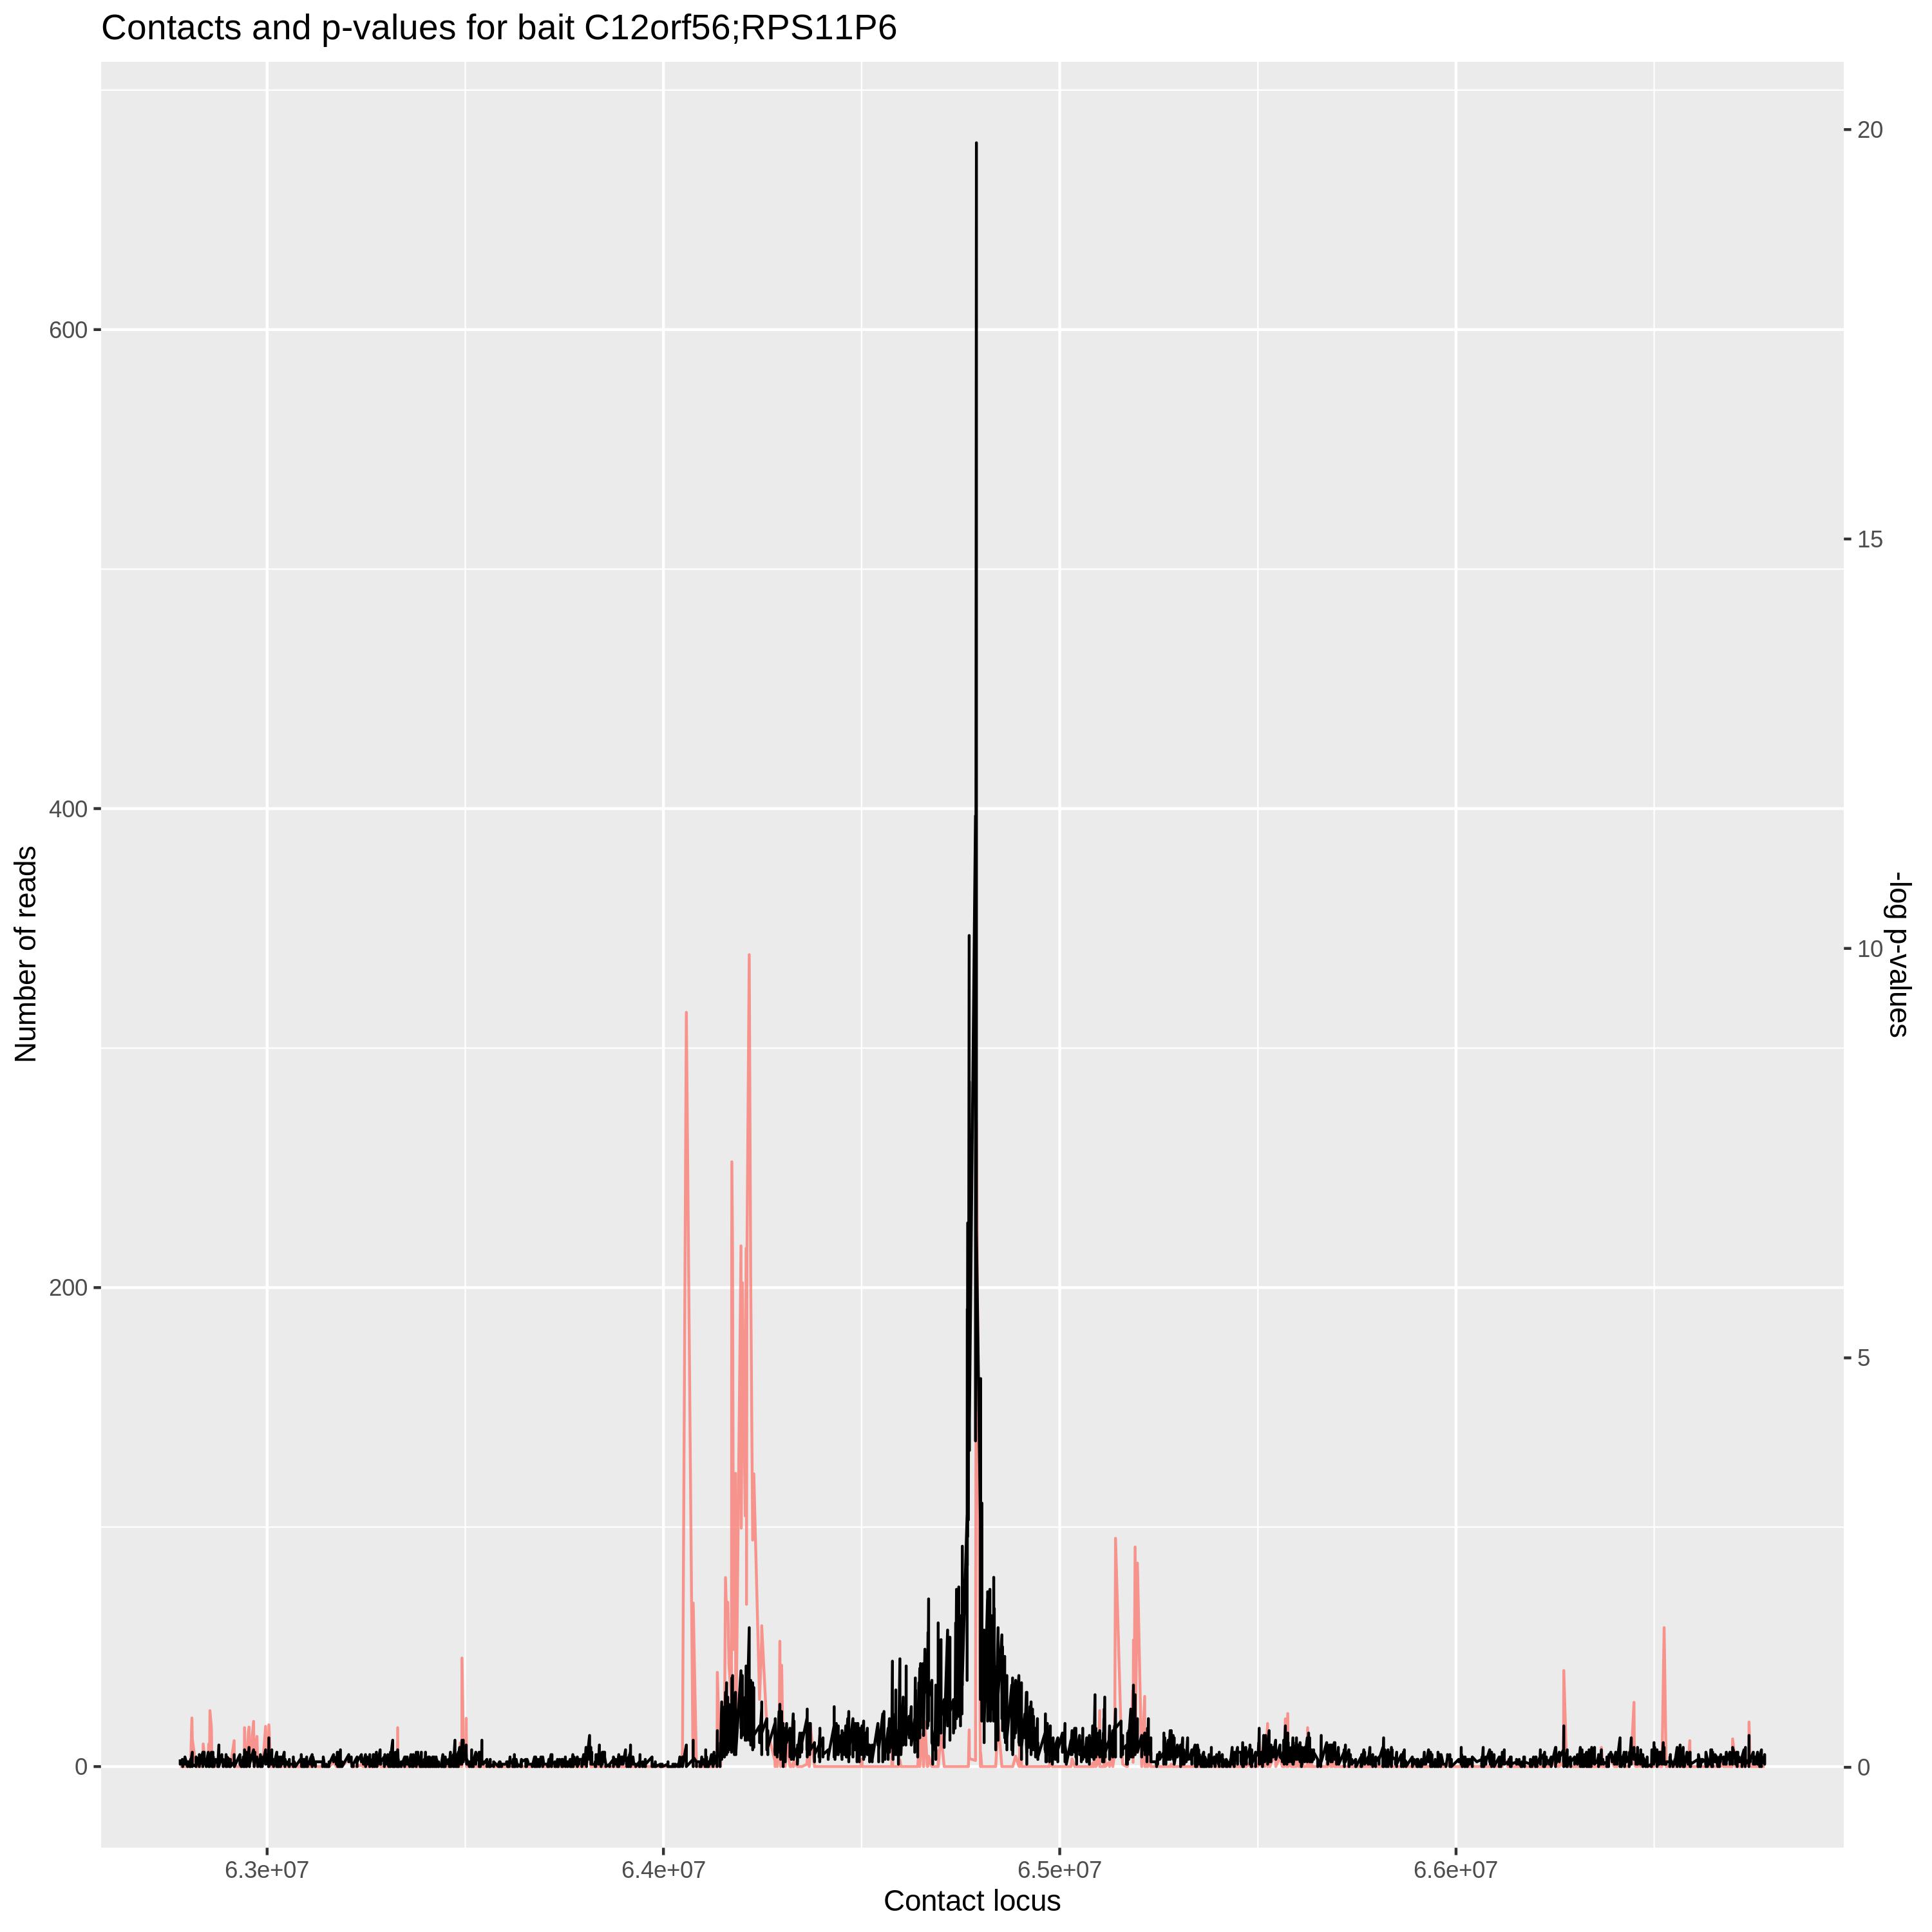 Contacts and p-values for bait C12orf56;RPS11P6
Number of reads
600
400
200
0
20
15
10
5
0
-log p-values
6.3e+07
6.4e+07
6.5e+07
6.6e+07
Contact locus